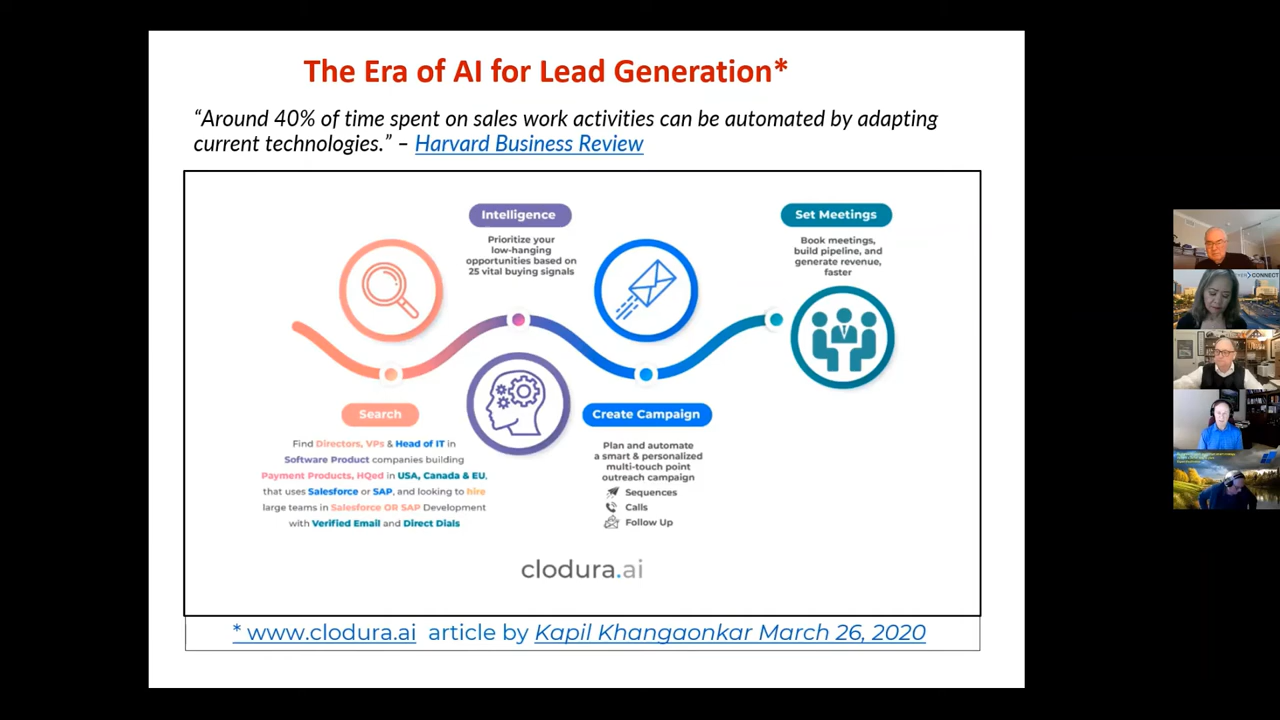 The Era of AI for Lead Generation*
“Around 40% of time spent on sales work activities can be automated by adapting
current technologies.” – Harvard Business Review
Intelligence
Prioritize your
low-hanging
opportunities based on
25 vital buying signals
Set Meetings
Book meetings,
build pipeline, and
generate revenue,
faster
Search
Find Directors, VPs & Head of IT in
Software Product companies building
Payment Products, HQed in USA, Canada & EU,
that uses Salesforce or SAP, and looking to hire
large teams in Salesforce OR SAP Development
with Verified Email and Direct Dials
Create Campaign
Plan and automate
a smart & personalized
multi-touch point
outreach campaign
Sequences
Calls
Follow Up
clodura.ai
* www.clodura.ai article by Kapil Khangaonkar March 26, 2020
CONNECT